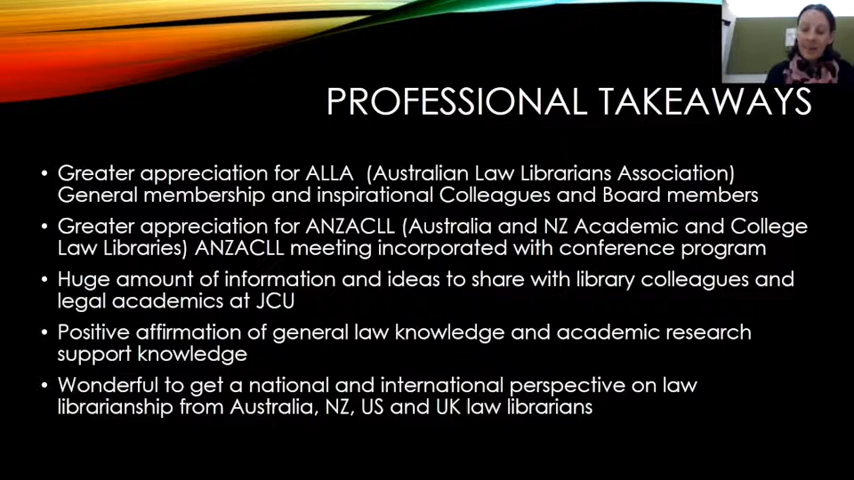 PROFESSIONAL TAKEAWAYS
• Greater appreciation for ALLA (Australian Law Librarians Association)
General membership and inspirational Colleagues and Board members
• Greater appreciation for ANZACLL (Australia and NZ Academic and College
Law Libraries) ANZACLL meeting incorporated with conference program
• Huge amount of information and ideas to share with library colleagues and
legal academics at JCU
• Positive affirmation of general law knowledge and academic research
support knowledge
• Wonderful to get a national and international perspective on law
librarianship from Australia, NZ, US and UK law librarians